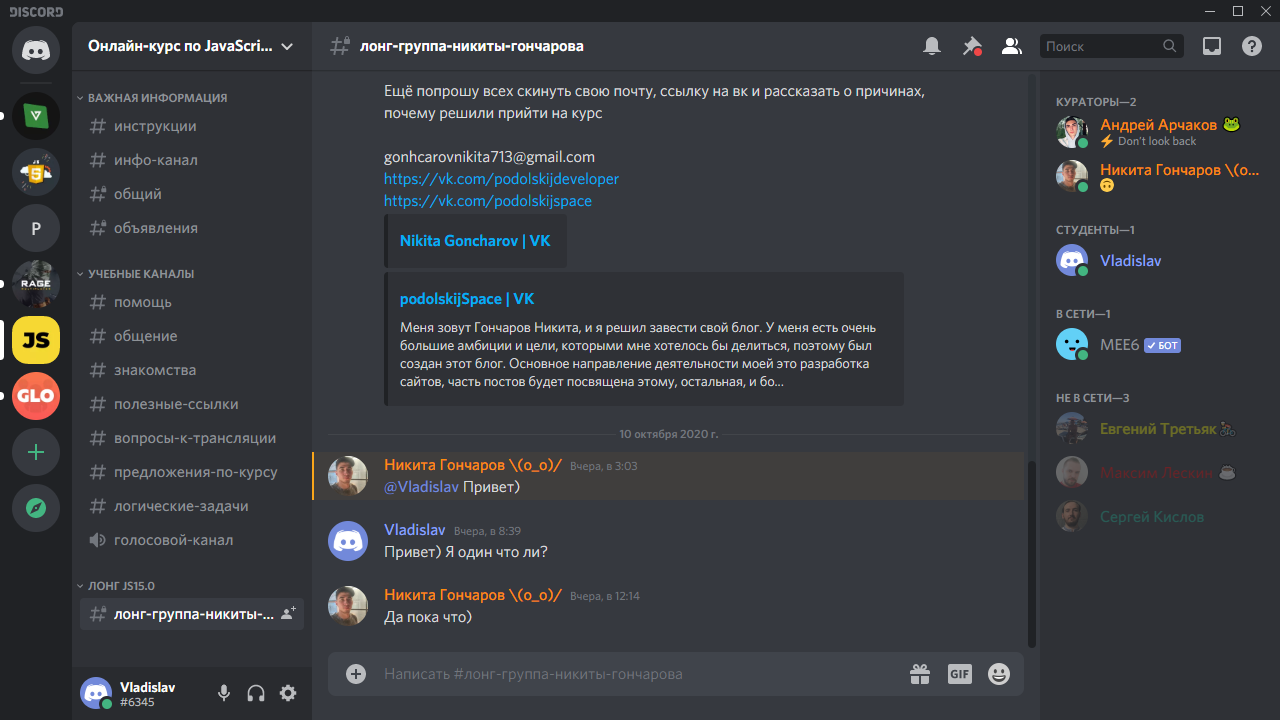 DISCORD
Онлайн-курс по JavaScri...
ВАЖНАЯ ИНФОРМАЦИЯ
инструкции
инфо-канал
общий
объявления
УЧЕБНЫЕ КАНАЛЫ
помощь
общение
знакомства
полезные-ссылки
вопросы-к-трансляции
предложения-по-курсу
логические-задачи
голосовой-канал
ЛОНГ JS15.0
лонг-группа-никиты-...
P
RAGE
JS
GLO
Vladislav
#6345
лонг-группа-никиты-гончарова
Поиск
Ещё попрошу всех скинуть свою почту, ссылку на вк и рассказать о причинах,
почему решили прийти на курс
gonhcarovnikita713@gmail.com
https://vk.com/podolskijdeveloper
https://vk.com/podolskijspace
Nikita Goncharov | VK
podolskijSpace | VK
Меня зовут Гончаров Никита, и я решил завести свой блог. У меня есть очень
большие амбиции и цели, которыми мне хотелось бы делиться, поэтому был
создан этот блог. Основное направление деятельности моей это разработка
сайтов, часть постов будет посвящена этому, остальная, и бо...
10 октября 2020 г.
Никита Гончаров \(o_o)/ Вчера, в 3:03
@Vladislav Привет)
Vladislav Вчера, в 8:39
Привет) Я один что ли?
Никита Гончаров \(o_o)/ Вчера, в 12:14
Да пока что)
Написать #лонг-группа-никиты-гончарова
GIF
КУРАТОРЫ—2
Андрей Арчаков 🐸
⚡ Don't look back
Никита Гончаров \(o...
🙃
СТУДЕНТЫ—1
Vladislav
В СЕТИ—1
MEE6 ✓ БОТ
НЕ В СЕТИ—3
Евгений Третьяк
Максим Лескин ☕
Сергей Кислов